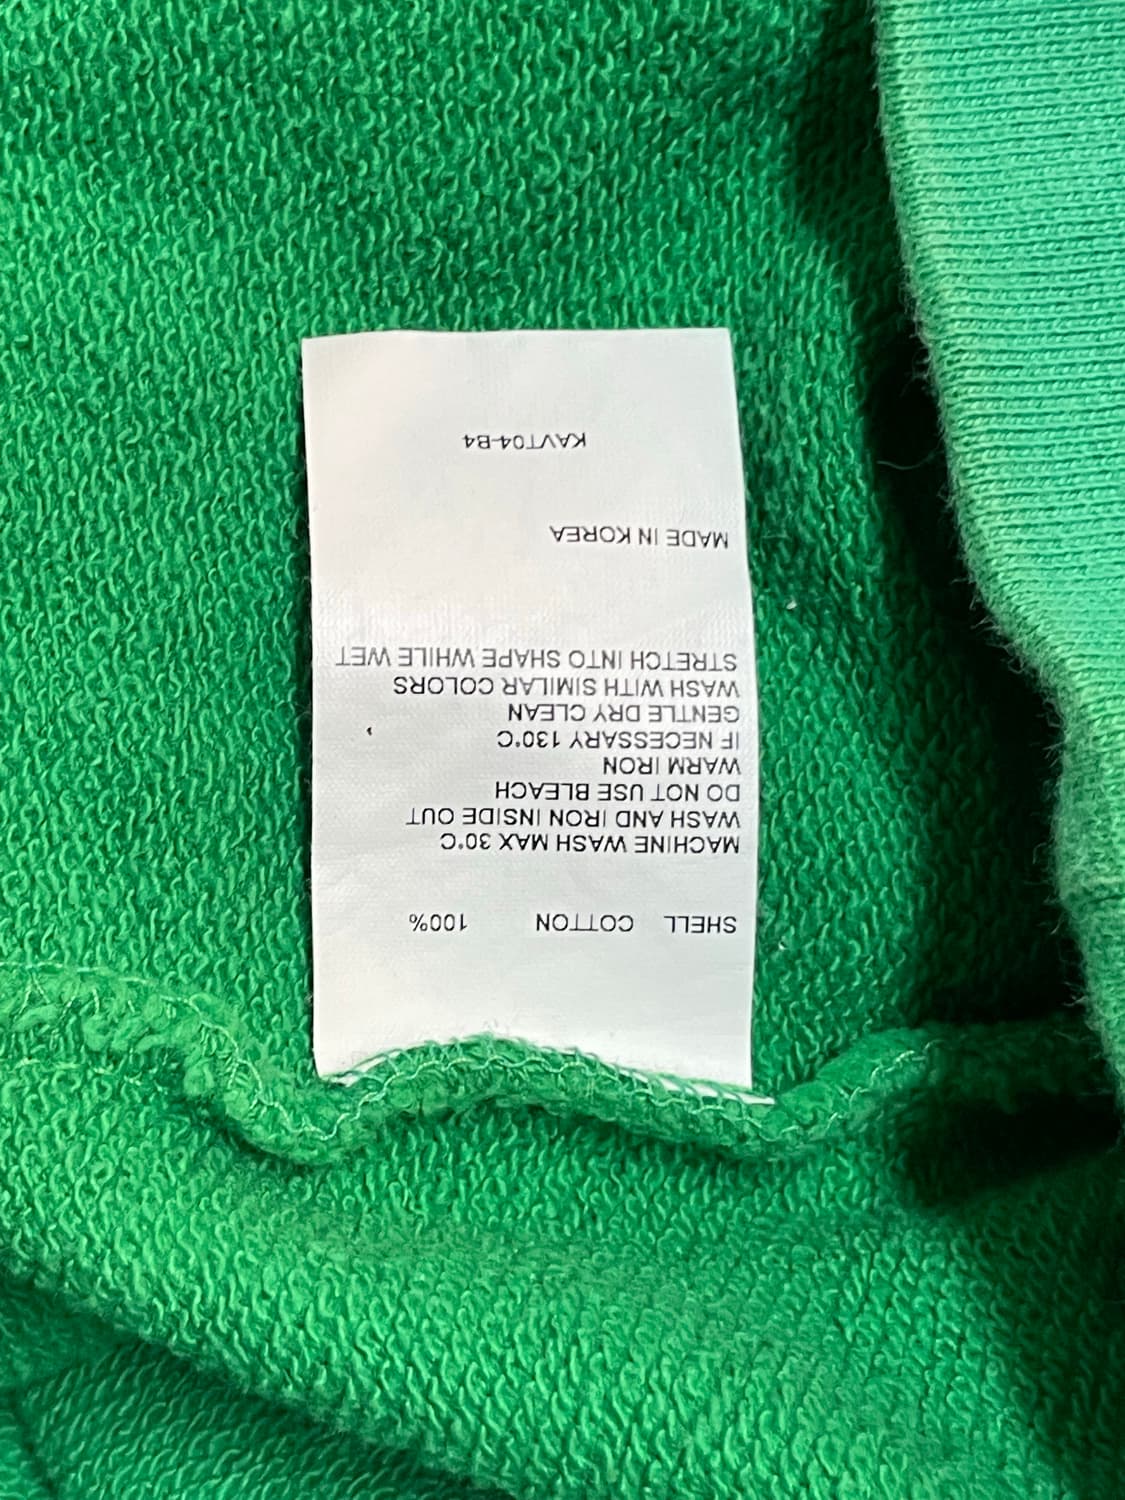 SHELL COTTON 100%
MACHINE WASH MAX 30°C
WASH AND IRON INSIDE OUT
DO NOT USE BLEACH
WARM IRON
IF NECESSARY 130°C
GENTLE DRY CLEAN
WASH WITH SIMILAR COLORS
STRETCH INTO SHAPE WHILE WET
MADE IN KOREA
KAVT04-B4